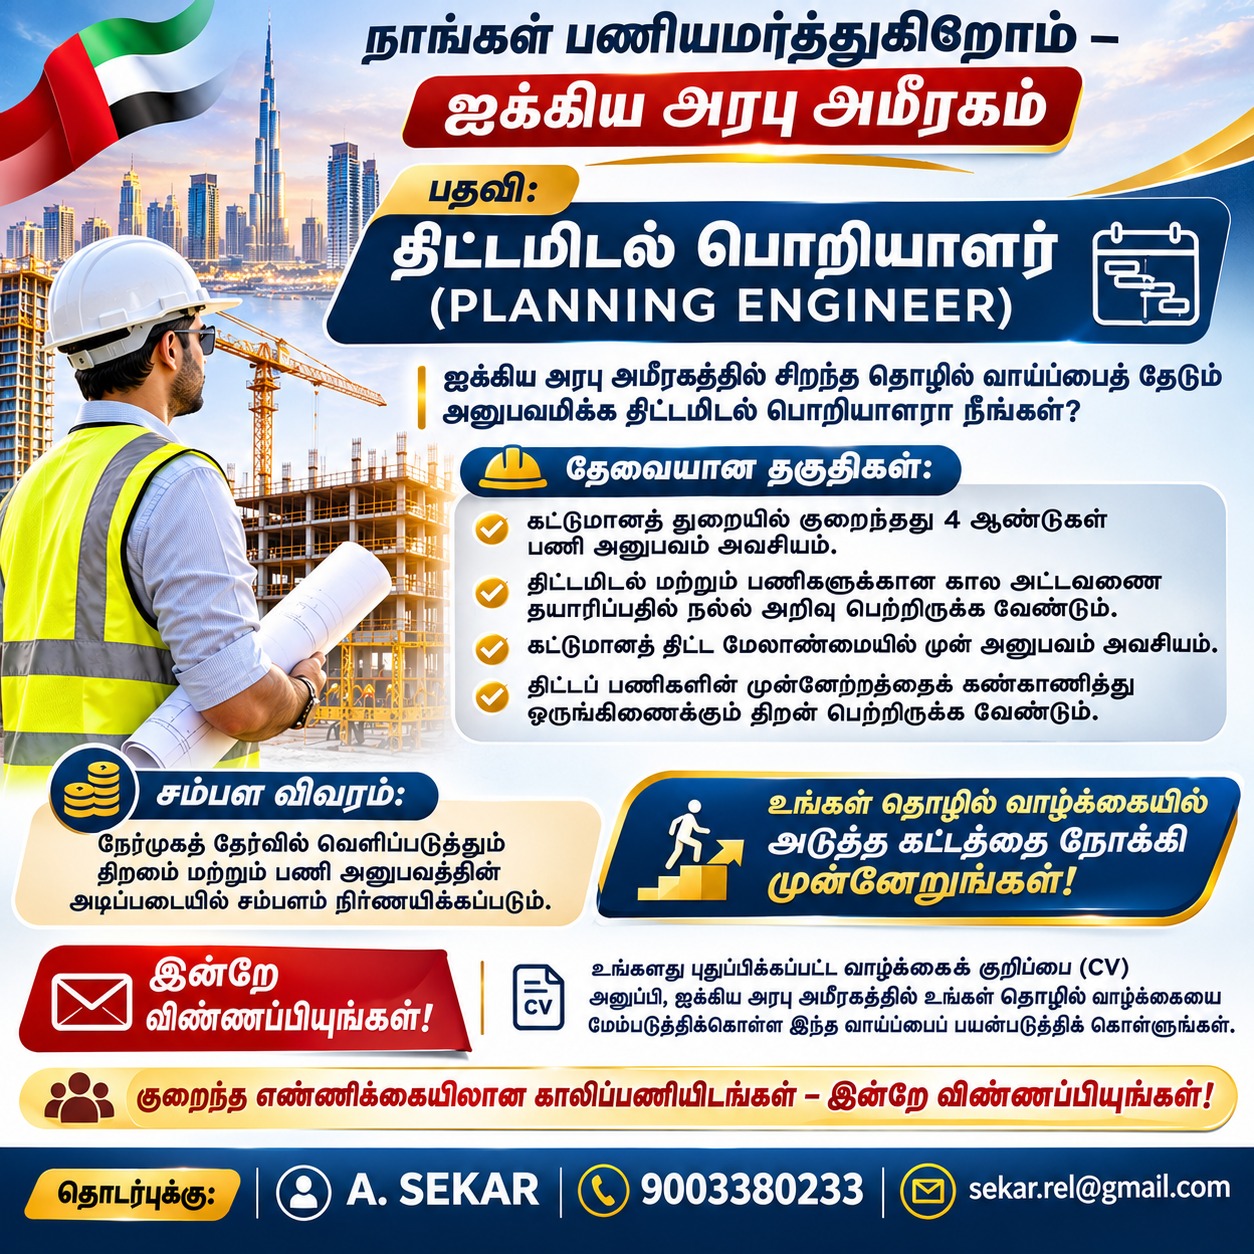 நாங்கள் பணியமர்த்துகிறோம் –
ஐக்கிய அரபு அமீரகம்
பதவி:
திட்டமிடல் பொறியாளர்
(PLANNING ENGINEER)
ஐக்கிய அரபு அமீரகத்தில் சிறந்த தொழில் வாய்ப்பைத் தேடும்
அனுபவமிக்க திட்டமிடல் பொறியாளரா நீங்கள்?
தேவையான தகுதிகள்:
கட்டுமானத் துறையில் குறைந்தது 4 ஆண்டுகள்
பணி அனுபவம் அவசியம்.
திட்டமிடல் மற்றும் பணிகளுக்கான கால அட்டவணை
தயாரிப்பதில் நல்ல் அறிவு பெற்றிருக்க வேண்டும்.
கட்டுமானத் திட்ட மேலாண்மையில் முன் அனுபவம் அவசியம்.
திட்டப் பணிகளின் முன்னேற்றத்தைக் கண்காணித்து
ஒருங்கிணைக்கும் திறன் பெற்றிருக்க வேண்டும்.
சம்பள விவரம்:
நேர்முகத் தேர்வில் வெளிப்படுத்தும்
திறமை மற்றும் பணி அனுபவத்தின்
அடிப்படையில் சம்பளம் நிர்ணயிக்கப்படும்.
உங்கள் தொழில் வாழ்க்கையில்
அடுத்த கட்டத்தை நோக்கி
முன்னேறுங்கள்!
இன்றே
விண்ணப்பியுங்கள்!
CV
உங்களது புதுப்பிக்கப்பட்ட வாழ்க்கைக் குறிப்பை (CV)
அனுப்பி, ஐக்கிய அரபு அமீரகத்தில் உங்கள் தொழில் வாழ்க்கையை
மேம்படுத்திக்கொள்ள இந்த வாய்ப்பைப் பயன்படுத்திக் கொள்ளுங்கள்.
குறைந்த எண்ணிக்கையிலான காலிப்பணியிடங்கள் – இன்றே விண்ணப்பியுங்கள்!
தொடர்புக்கு:
A. SEKAR
9003380233
sekar.rel@gmail.com